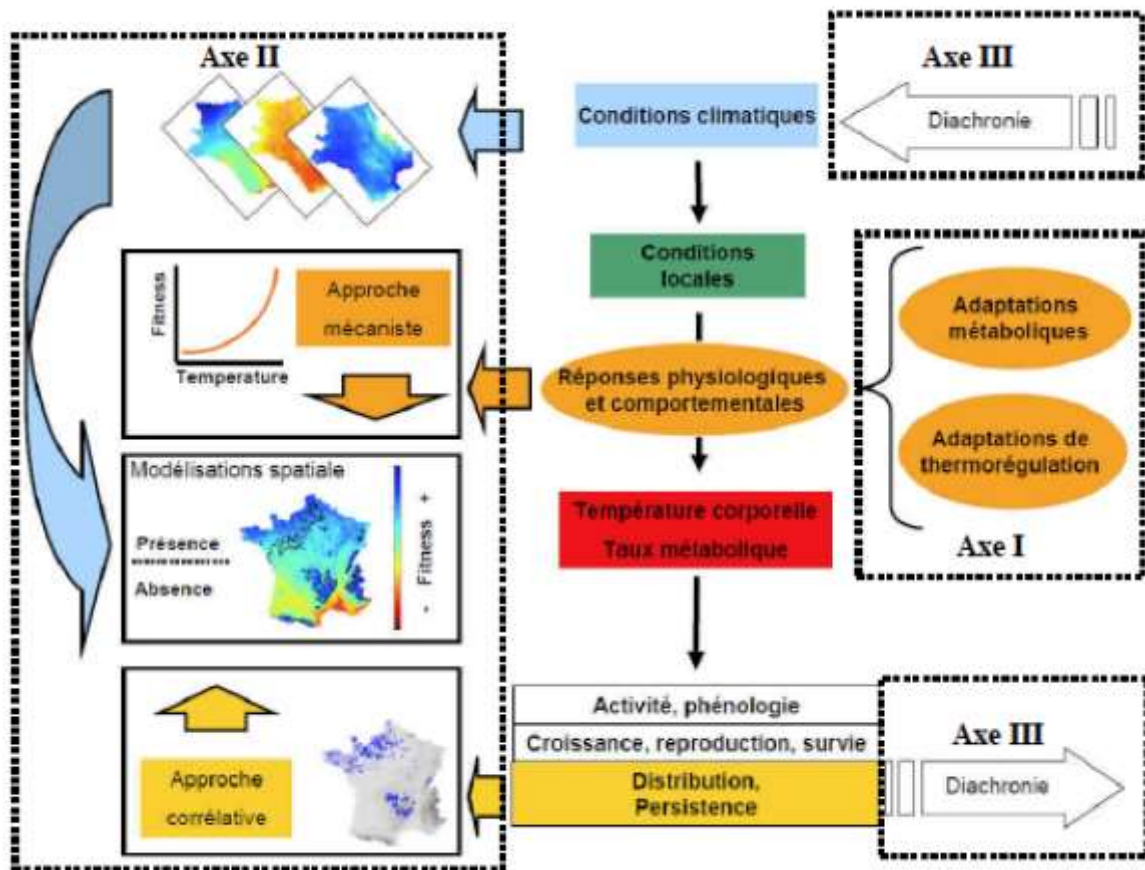 Axe II
Axe III
Conditions climatiques
Diachronie
Conditions
locales
Fitness
Temperature
Approche
mécaniste
Réponses physiologiques
et comportementales
Adaptations
métaboliques
Adaptations de
thermorégulation
Axe I
Modélisations spatiale
Présence
Absence
- Fitness +
Température corporelle
Taux métabolique
Activité, phénologie
Croissance, reproduction, survie
Distribution,
Persistence
Axe III
Diachronie
Approche
corrélative